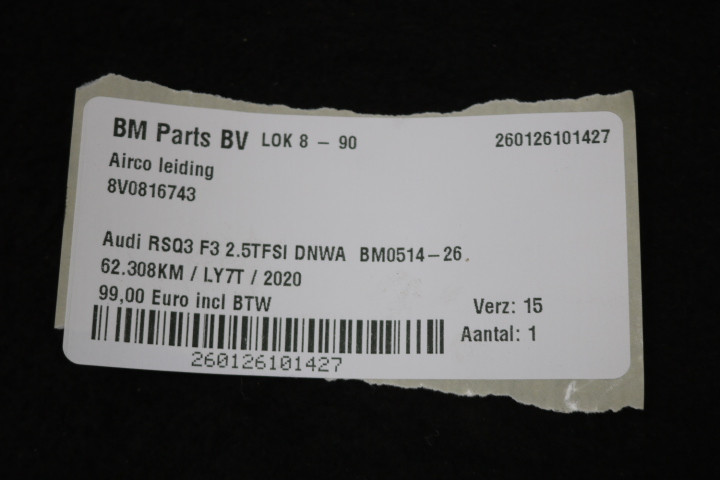 BM Parts BV LOK 8 - 90 260126101427
Airco leiding
8V0816743
Audi RSQ3 F3 2.5TFSI DNWA BM0514-26.
62.308KM / LY7T / 2020
99,00 Euro incl BTW Verz: 15
Aantal: 1
260126101427